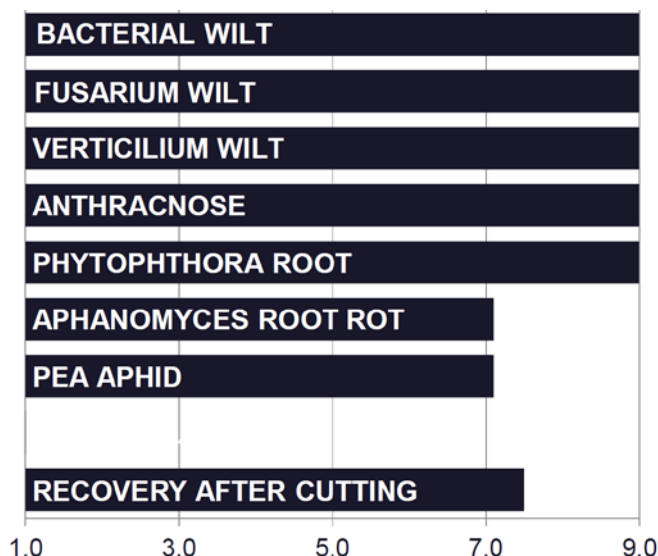 BACTERIAL WILT
FUSARIUM WILT
VERTICILIUM WILT
ANTHRACNOSE
PHYTOPHTHORA ROOT
APHANOMYCES ROOT ROT
PEA APHID
RECOVERY AFTER CUTTING
1.0 3.0 5.0 7.0 9.0